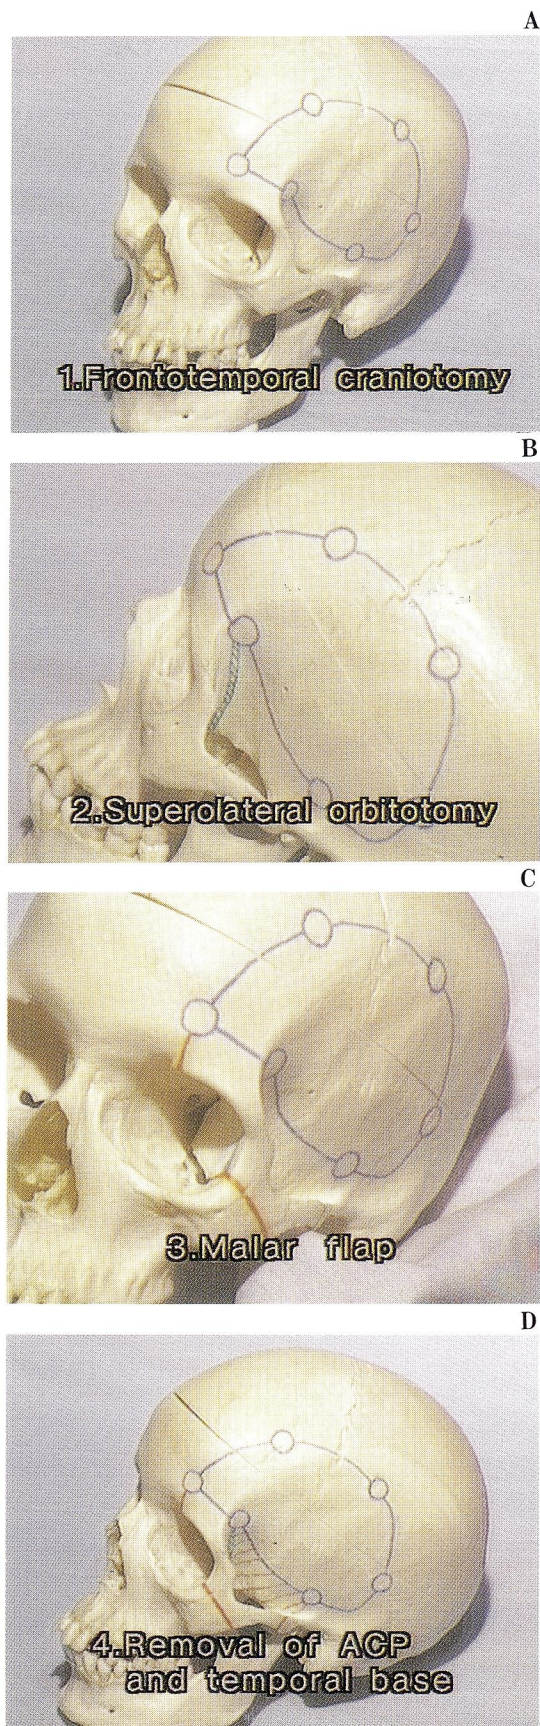 A
1.Frontotemporal craniotomy
B
2.Superolateral orbitotomy
C
3.Malar flap
D
4.Removal of ACP
and temporal base